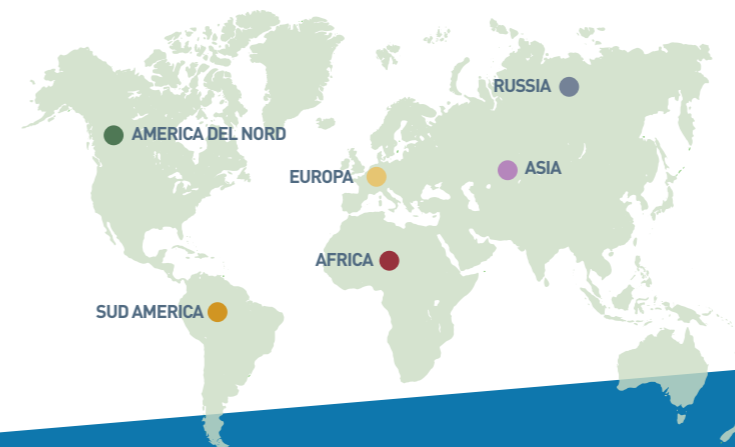 RUSSIA
AMERICA DEL NORD
ASIA
EUROPA
AFRICA
SUD AMERICA